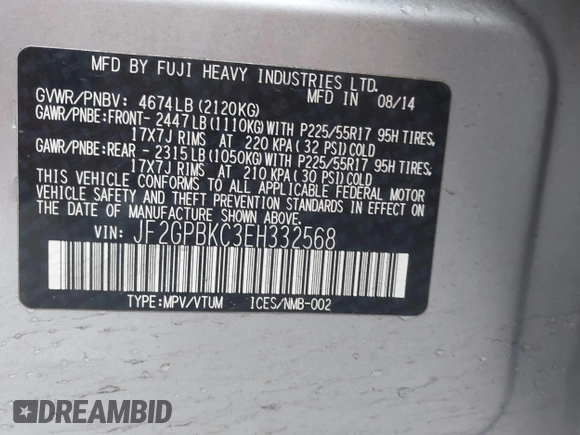 MFD BY FUJI HEAVY INDUSTRIES LTD.
MFD IN 08/14
GVWR/PNBV: 4674LB(2120KG)
GAWR/PNBE:FRONT- 2447LB(1110KG)WITH P225/55R17 95H TIRES,
17X7J RIMS AT 220 KPA(32 PSI)COLD
GAWR/PNBE:REAR - 2315LB(1050KG)WITH P225/55R17 95H TIRES,
17X7J RIMS AT 210 KPA(30 PSI)COLD
THIS VEHICLE CONFORMS TO ALL APPLICABLE FEDERAL MOTOR
VEHICLE SAFETY AND THEFT PREVENTION STANDARDS IN EFFECT
ON THE DATE OF MANUFACTURE SHOWN ABOVE.
VIN: JF2GPBKC3EH332568
TYPE:MPV/VTUM ICES/NMB-002
DREAMBID